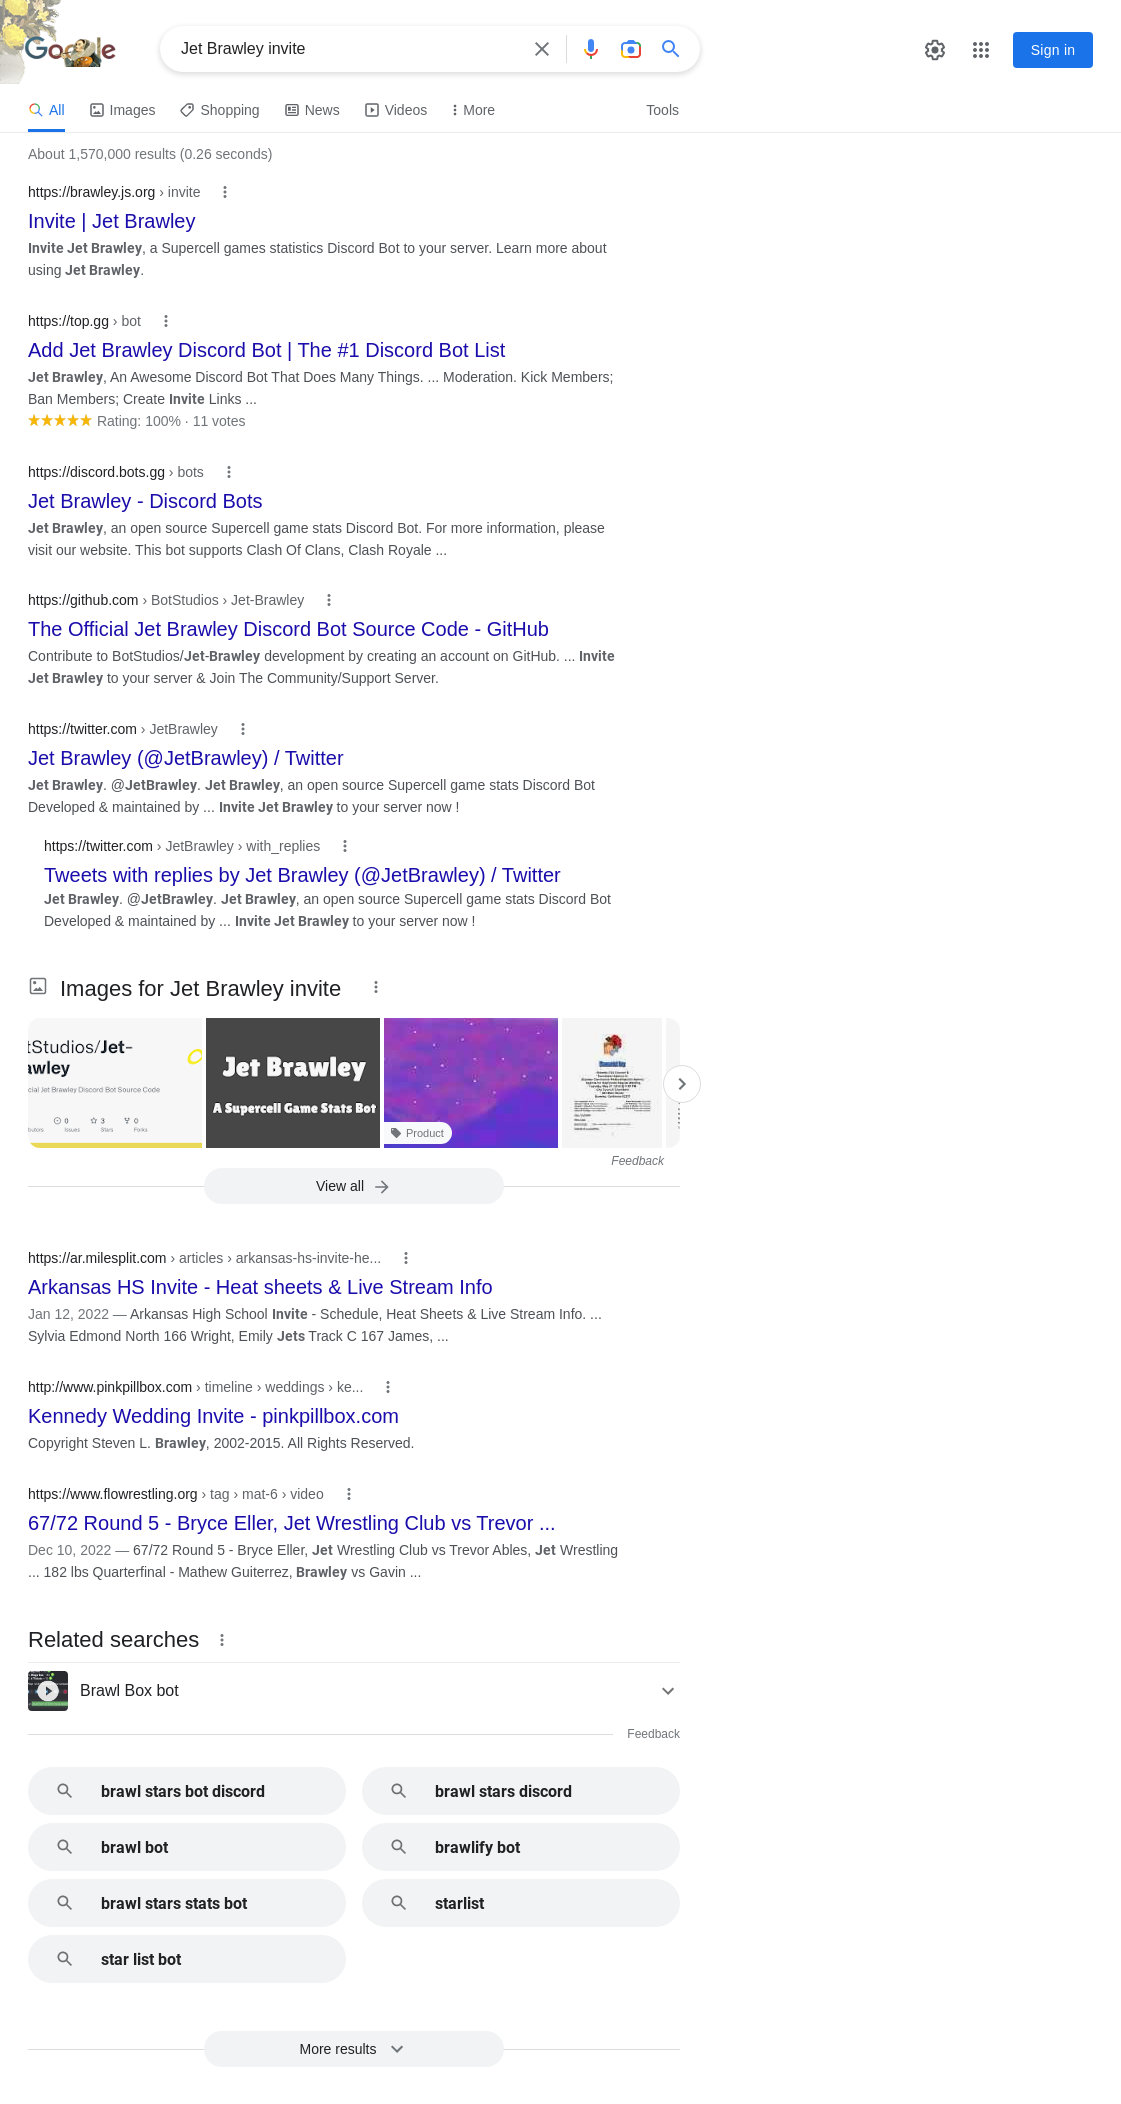 Google
Jet Brawley invite
Sign in
All Images Shopping News Videos More Tools
About 1,570,000 results (0.26 seconds)
https://brawley.js.org › invite
Invite | Jet Brawley
Invite Jet Brawley, a Supercell games statistics Discord Bot to your server. Learn more about
using Jet Brawley.
https://top.gg › bot
Add Jet Brawley Discord Bot | The #1 Discord Bot List
Jet Brawley, An Awesome Discord Bot That Does Many Things. ... Moderation. Kick Members;
Ban Members; Create Invite Links ...
Rating: 100% · 11 votes
https://discord.bots.gg › bots
Jet Brawley - Discord Bots
Jet Brawley, an open source Supercell game stats Discord Bot. For more information, please
visit our website. This bot supports Clash Of Clans, Clash Royale ...
https://github.com › BotStudios › Jet-Brawley
The Official Jet Brawley Discord Bot Source Code - GitHub
Contribute to BotStudios/Jet-Brawley development by creating an account on GitHub. ... Invite
Jet Brawley to your server & Join The Community/Support Server.
https://twitter.com › JetBrawley
Jet Brawley (@JetBrawley) / Twitter
Jet Brawley. @JetBrawley. Jet Brawley, an open source Supercell game stats Discord Bot
Developed & maintained by ... Invite Jet Brawley to your server now !
https://twitter.com › JetBrawley › with_replies
Tweets with replies by Jet Brawley (@JetBrawley) / Twitter
Jet Brawley. @JetBrawley. Jet Brawley, an open source Supercell game stats Discord Bot
Developed & maintained by ... Invite Jet Brawley to your server now !
Images for Jet Brawley invite
tStudios/Jet-
awley
cial Jet Brawley Discord Bot Source Code
0 3 0
Issues Stars Forks
Jet Brawley
A Supercell Game Stats Bot
Product
Feedback
View all
https://ar.milesplit.com › articles › arkansas-hs-invite-he...
Arkansas HS Invite - Heat sheets & Live Stream Info
Jan 12, 2022 — Arkansas High School Invite - Schedule, Heat Sheets & Live Stream Info. ...
Sylvia Edmond North 166 Wright, Emily Jets Track C 167 James, ...
http://www.pinkpillbox.com › timeline › weddings › ke...
Kennedy Wedding Invite - pinkpillbox.com
Copyright Steven L. Brawley, 2002-2015. All Rights Reserved.
https://www.flowrestling.org › tag › mat-6 › video
67/72 Round 5 - Bryce Eller, Jet Wrestling Club vs Trevor ...
Dec 10, 2022 — 67/72 Round 5 - Bryce Eller, Jet Wrestling Club vs Trevor Ables, Jet Wrestling
... 182 lbs Quarterfinal - Mathew Guiterrez, Brawley vs Gavin ...
Related searches
Brawl Box bot
Feedback
brawl stars bot discord
brawl stars discord
brawl bot
brawlify bot
brawl stars stats bot
starlist
star list bot
More results